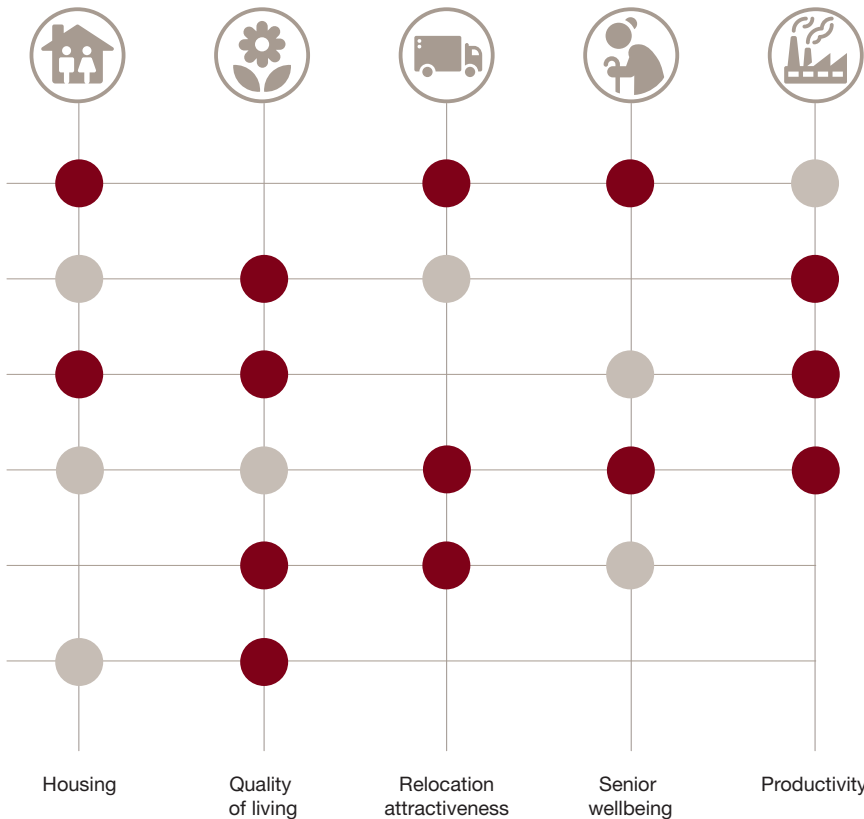 Housing
Quality
of living
Relocation
attractiveness
Senior
wellbeing
Productivity